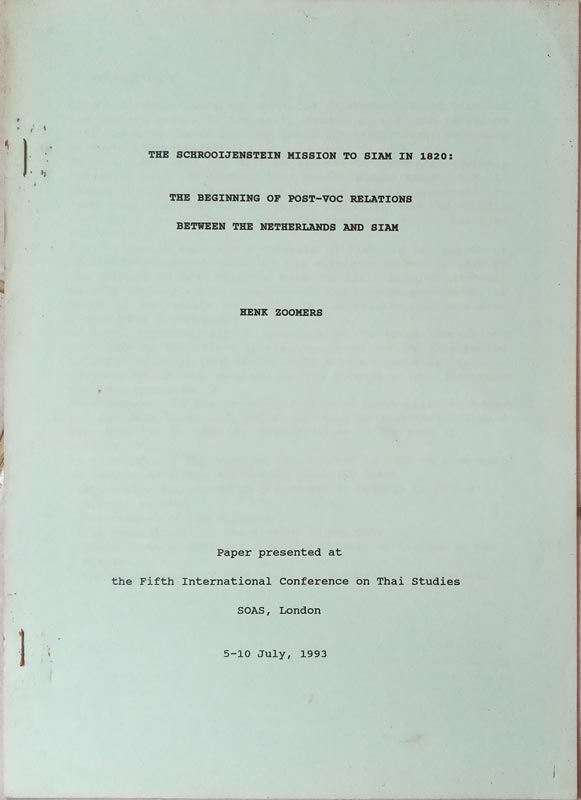 THE SCHROOIJENSTEIN MISSION TO SIAM IN 1820:
THE BEGINNING OF POST-VOC RELATIONS
BETWEEN THE NETHERLANDS AND SIAM
HENK ZOOMERS
Paper presented at
the Fifth International Conference on Thai Studies
SOAS, London
5-10 July, 1993